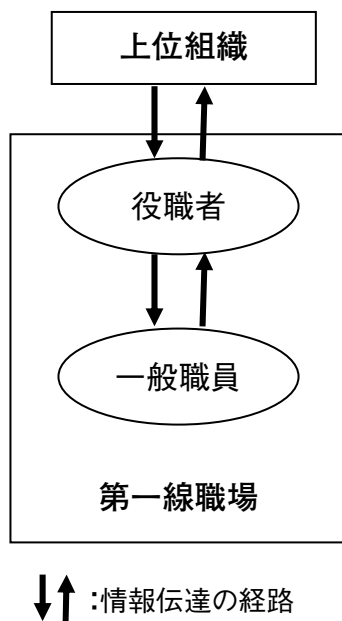 上位組織
役職者
一般職員
第一線職場
:情報伝達の経路